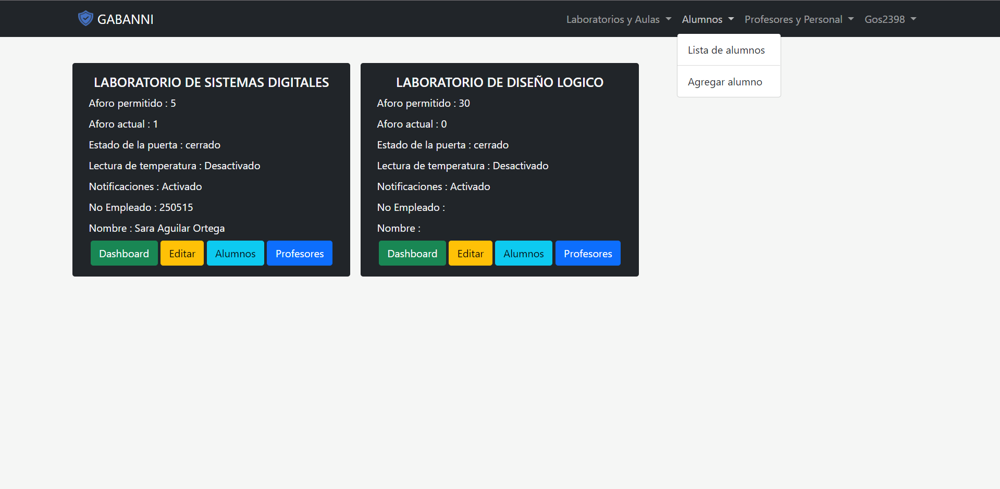 GABANNI
Laboratorios y Aulas
Alumnos
Profesores y Personal
Gos2398
Lista de alumnos
Agregar alumno
LABORATORIO DE SISTEMAS DIGITALES
Aforo permitido : 5
Aforo actual : 1
Estado de la puerta : cerrado
Lectura de temperatura : Desactivado
Notificaciones : Activado
No Empleado : 250515
Nombre : Sara Aguilar Ortega
Dashboard
Editar
Alumnos
Profesores
LABORATORIO DE DISEÑO LOGICO
Aforo permitido : 30
Aforo actual : 0
Estado de la puerta : cerrado
Lectura de temperatura : Desactivado
Notificaciones : Activado
No Empleado :
Nombre :
Dashboard
Editar
Alumnos
Profesores